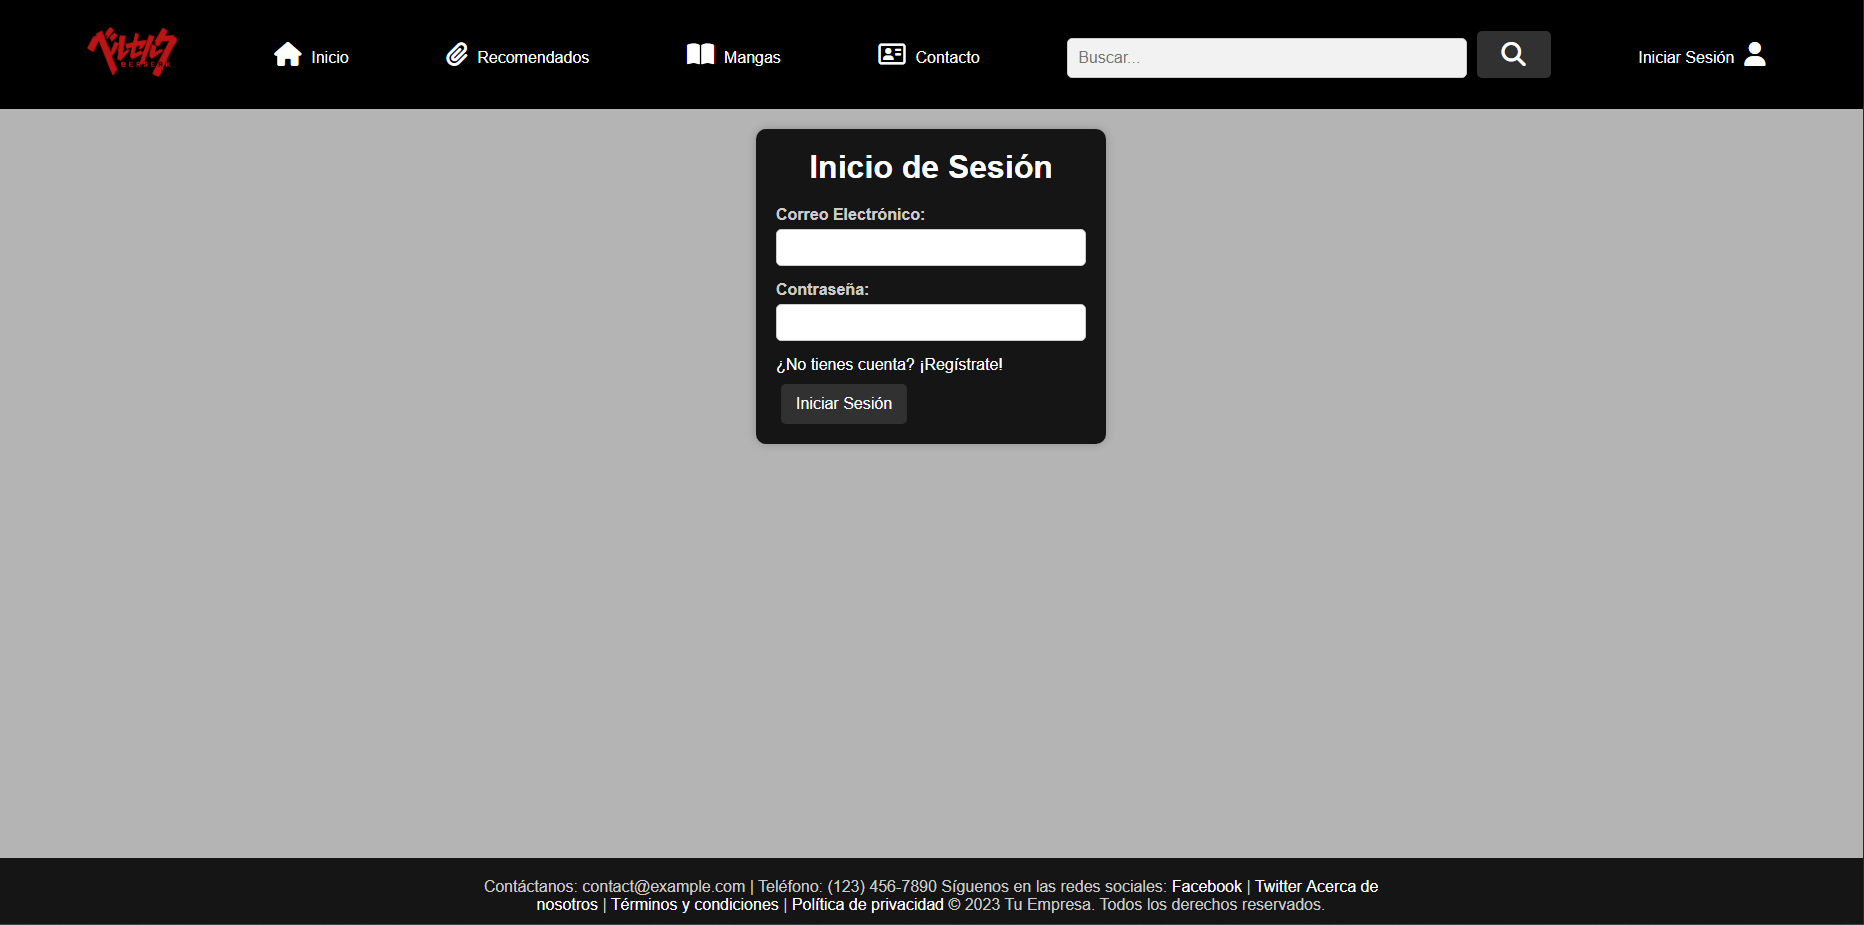 ベルセルク
BERSERK
Inicio
Recomendados
Mangas
Contacto
Buscar...
Iniciar Sesión
Inicio de Sesión
Correo Electrónico:
Contraseña:
¿No tienes cuenta? ¡Regístrate!
Iniciar Sesión
Contáctanos: contact@example.com | Teléfono: (123) 456-7890 Síguenos en las redes sociales: Facebook | Twitter Acerca de
nosotros | Términos y condiciones | Política de privacidad © 2023 Tu Empresa. Todos los derechos reservados.